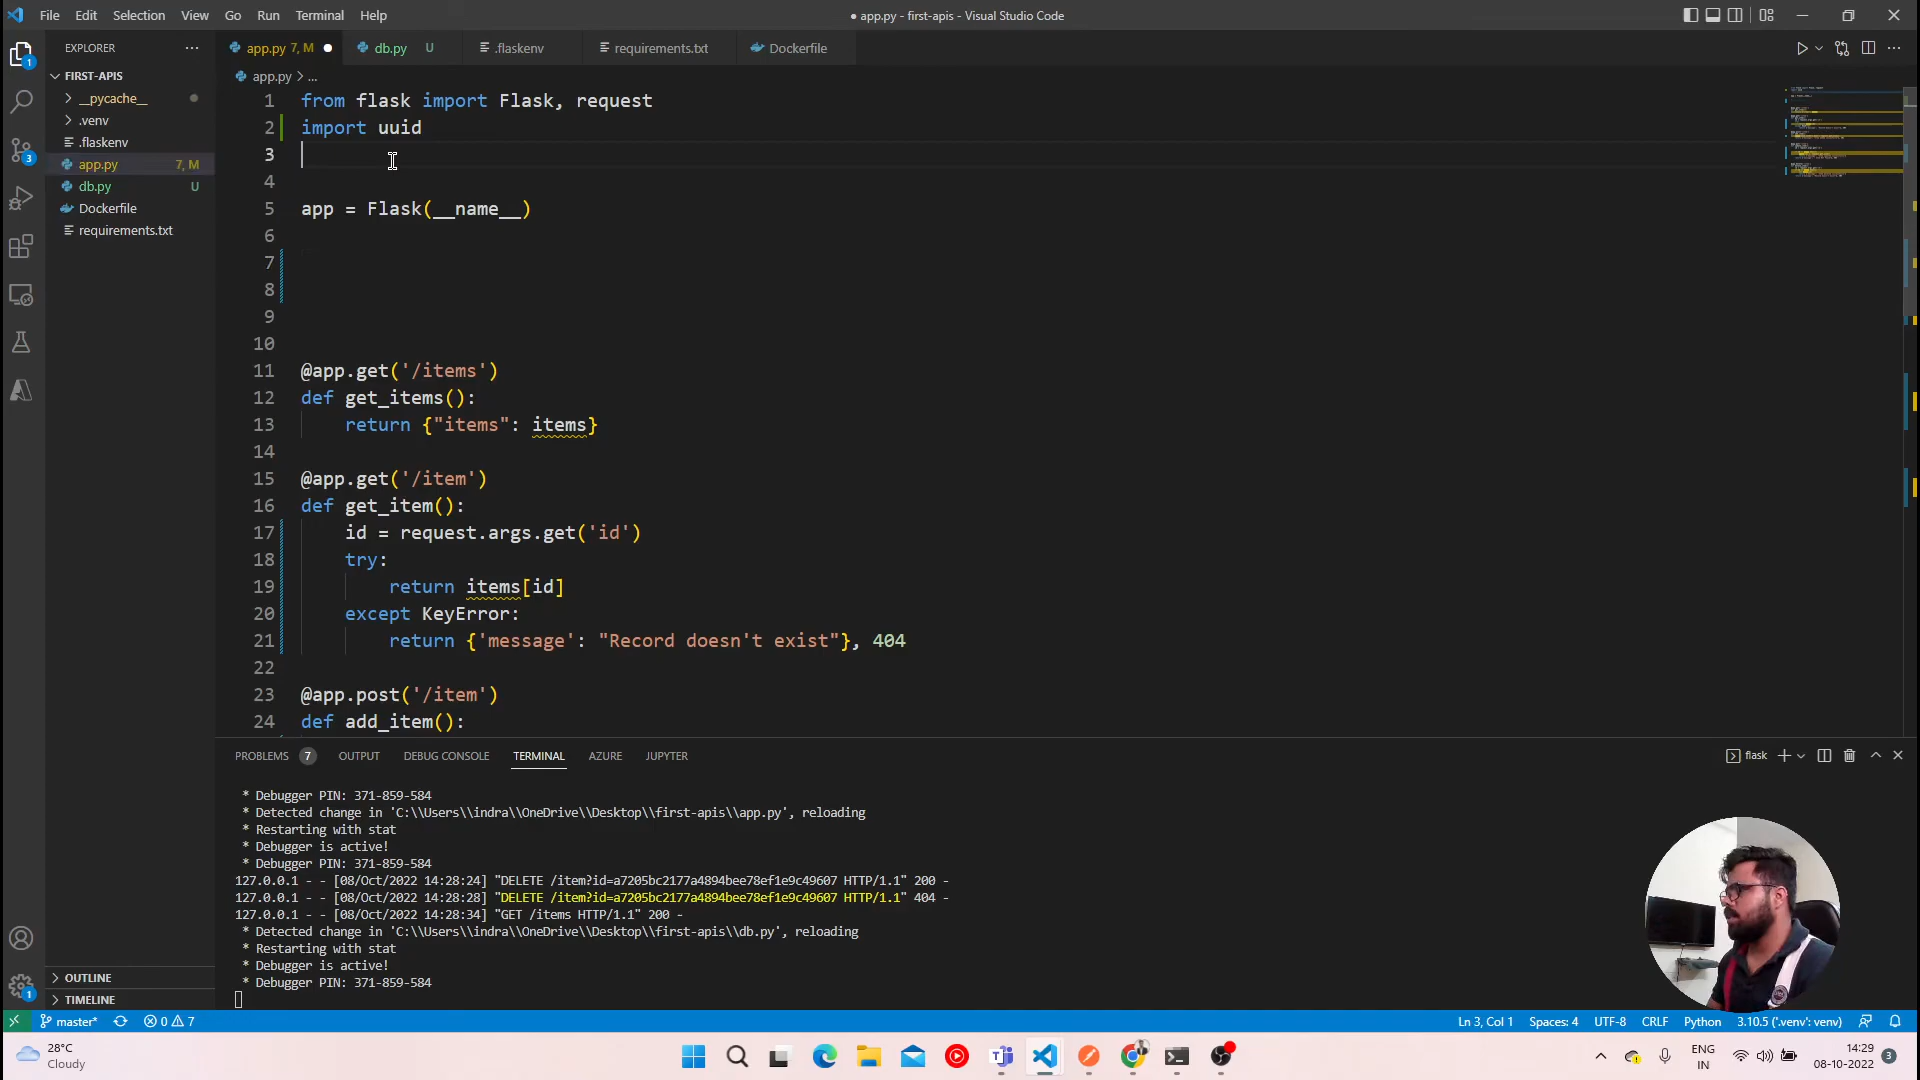 File Edit Selection View Go Run Terminal Help
● app.py - first-apis - Visual Studio Code
EXPLORER ...
app.py 7, M ●
db.py U
.flaskenv
requirements.txt
Dockerfile
FIRST-APIS
__pycache__
.venv
.flaskenv
app.py 7, M
db.py U
Dockerfile
requirements.txt
OUTLINE
TIMELINE
app.py > ...
1 from flask import Flask, request
2 import uuid
3
4
5 app = Flask(__name__)
6
7
8
9
10
11 @app.get('/items')
12 def get_items():
13 return {"items": items}
14
15 @app.get('/item')
16 def get_item():
17 id = request.args.get('id')
18 try:
19 return items[id]
20 except KeyError:
21 return {'message': "Record doesn't exist"}, 404
22
23 @app.post('/item')
24 def add_item():
PROBLEMS 7 OUTPUT DEBUG CONSOLE TERMINAL AZURE JUPYTER
flask
* Debugger PIN: 371-859-584
* Detected change in 'C:\\Users\\indra\\OneDrive\\Desktop\\first-apis\\app.py', reloading
* Restarting with stat
* Debugger is active!
* Debugger PIN: 371-859-584
127.0.0.1 - - [08/Oct/2022 14:28:24] "DELETE /item?id=a7205bc2177a4894bee78ef1e9c49607 HTTP/1.1" 200 -
127.0.0.1 - - [08/Oct/2022 14:28:28] "DELETE /item?id=a7205bc2177a4894bee78ef1e9c49607 HTTP/1.1" 404 -
127.0.0.1 - - [08/Oct/2022 14:28:34] "GET /items HTTP/1.1" 200 -
* Detected change in 'C:\\Users\\indra\\OneDrive\\Desktop\\first-apis\\db.py', reloading
* Restarting with stat
* Debugger is active!
* Debugger PIN: 371-859-584
1
3
1
master* 0 7
Ln 3, Col 1 Spaces: 4 UTF-8 CRLF Python 3.10.5 ('.venv': venv)
28°C
Cloudy
ENG
IN
14:29
08-10-2022
3